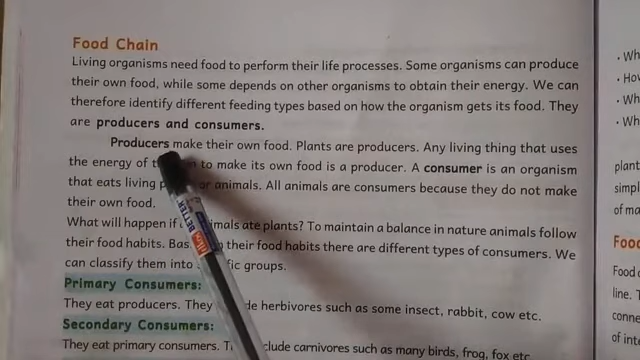 Food Chain
Living organisms need food to perform their life processes. Some organisms can produce
their own food, while some depends on other organisms to obtain their energy. We can
therefore identify different feeding types based on how the organism gets its food. They
are producers and consumers.
Producers make their own food. Plants are producers. Any living thing that uses
the energy of to make its own food is a producer. A consumer is an organism
that eats living or animals. All animals are consumers because they do not make
their own food.
What will happen if animals ate plants? To maintain a balance in nature animals follow
their food habits. Based their food habits there are different types of consumers. We
can classify them into groups.
Primary Consumers:
They eat producers. They herbivores such as some insect, rabbit, cow etc.
Secondary Consumers:
They eat primary consumers. carnivores such as many birds, frog, fox etc
BETTER
• Wh
• How
• Wh
• Wh
plant
simpl
of ma
Food
Food c
line. T
conne
of int